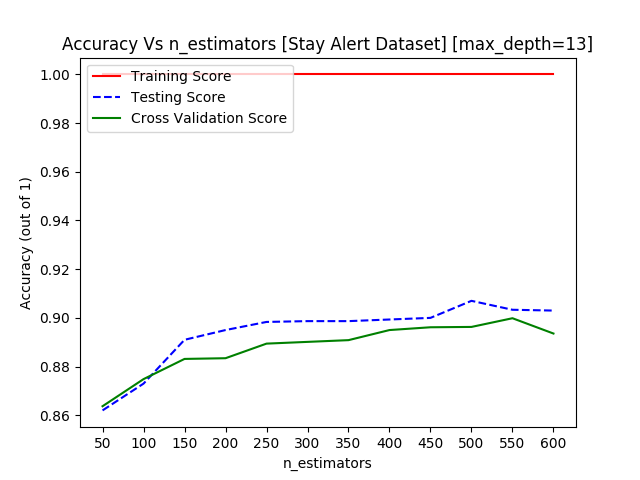 Accuracy Vs n_estimators [Stay Alert Dataset] [max_depth=13]
1.00
0.98
0.96
0.94
0.92
0.90
0.88
0.86
Accuracy (out of 1)
Training Score
Testing Score
Cross Validation Score
50 100 150 200 250 300 350 400 450 500 550 600
n_estimators